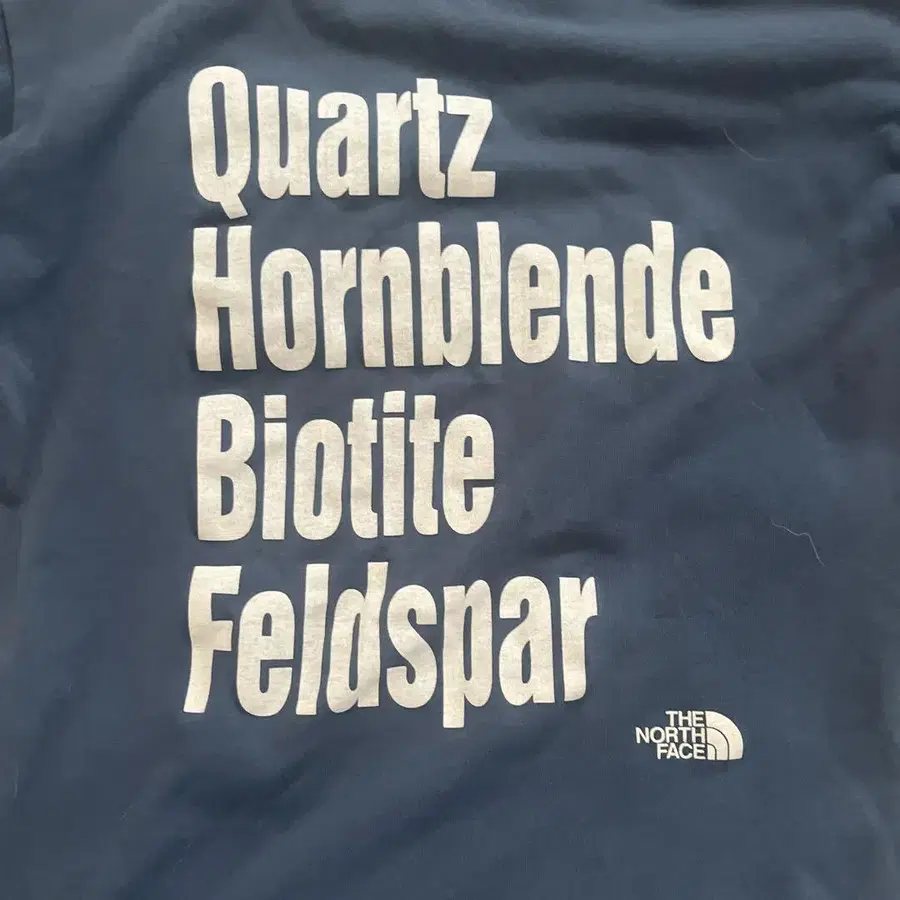 Quartz
Hornblende
Biotite
Feldspar
THE
NORTH
FACE